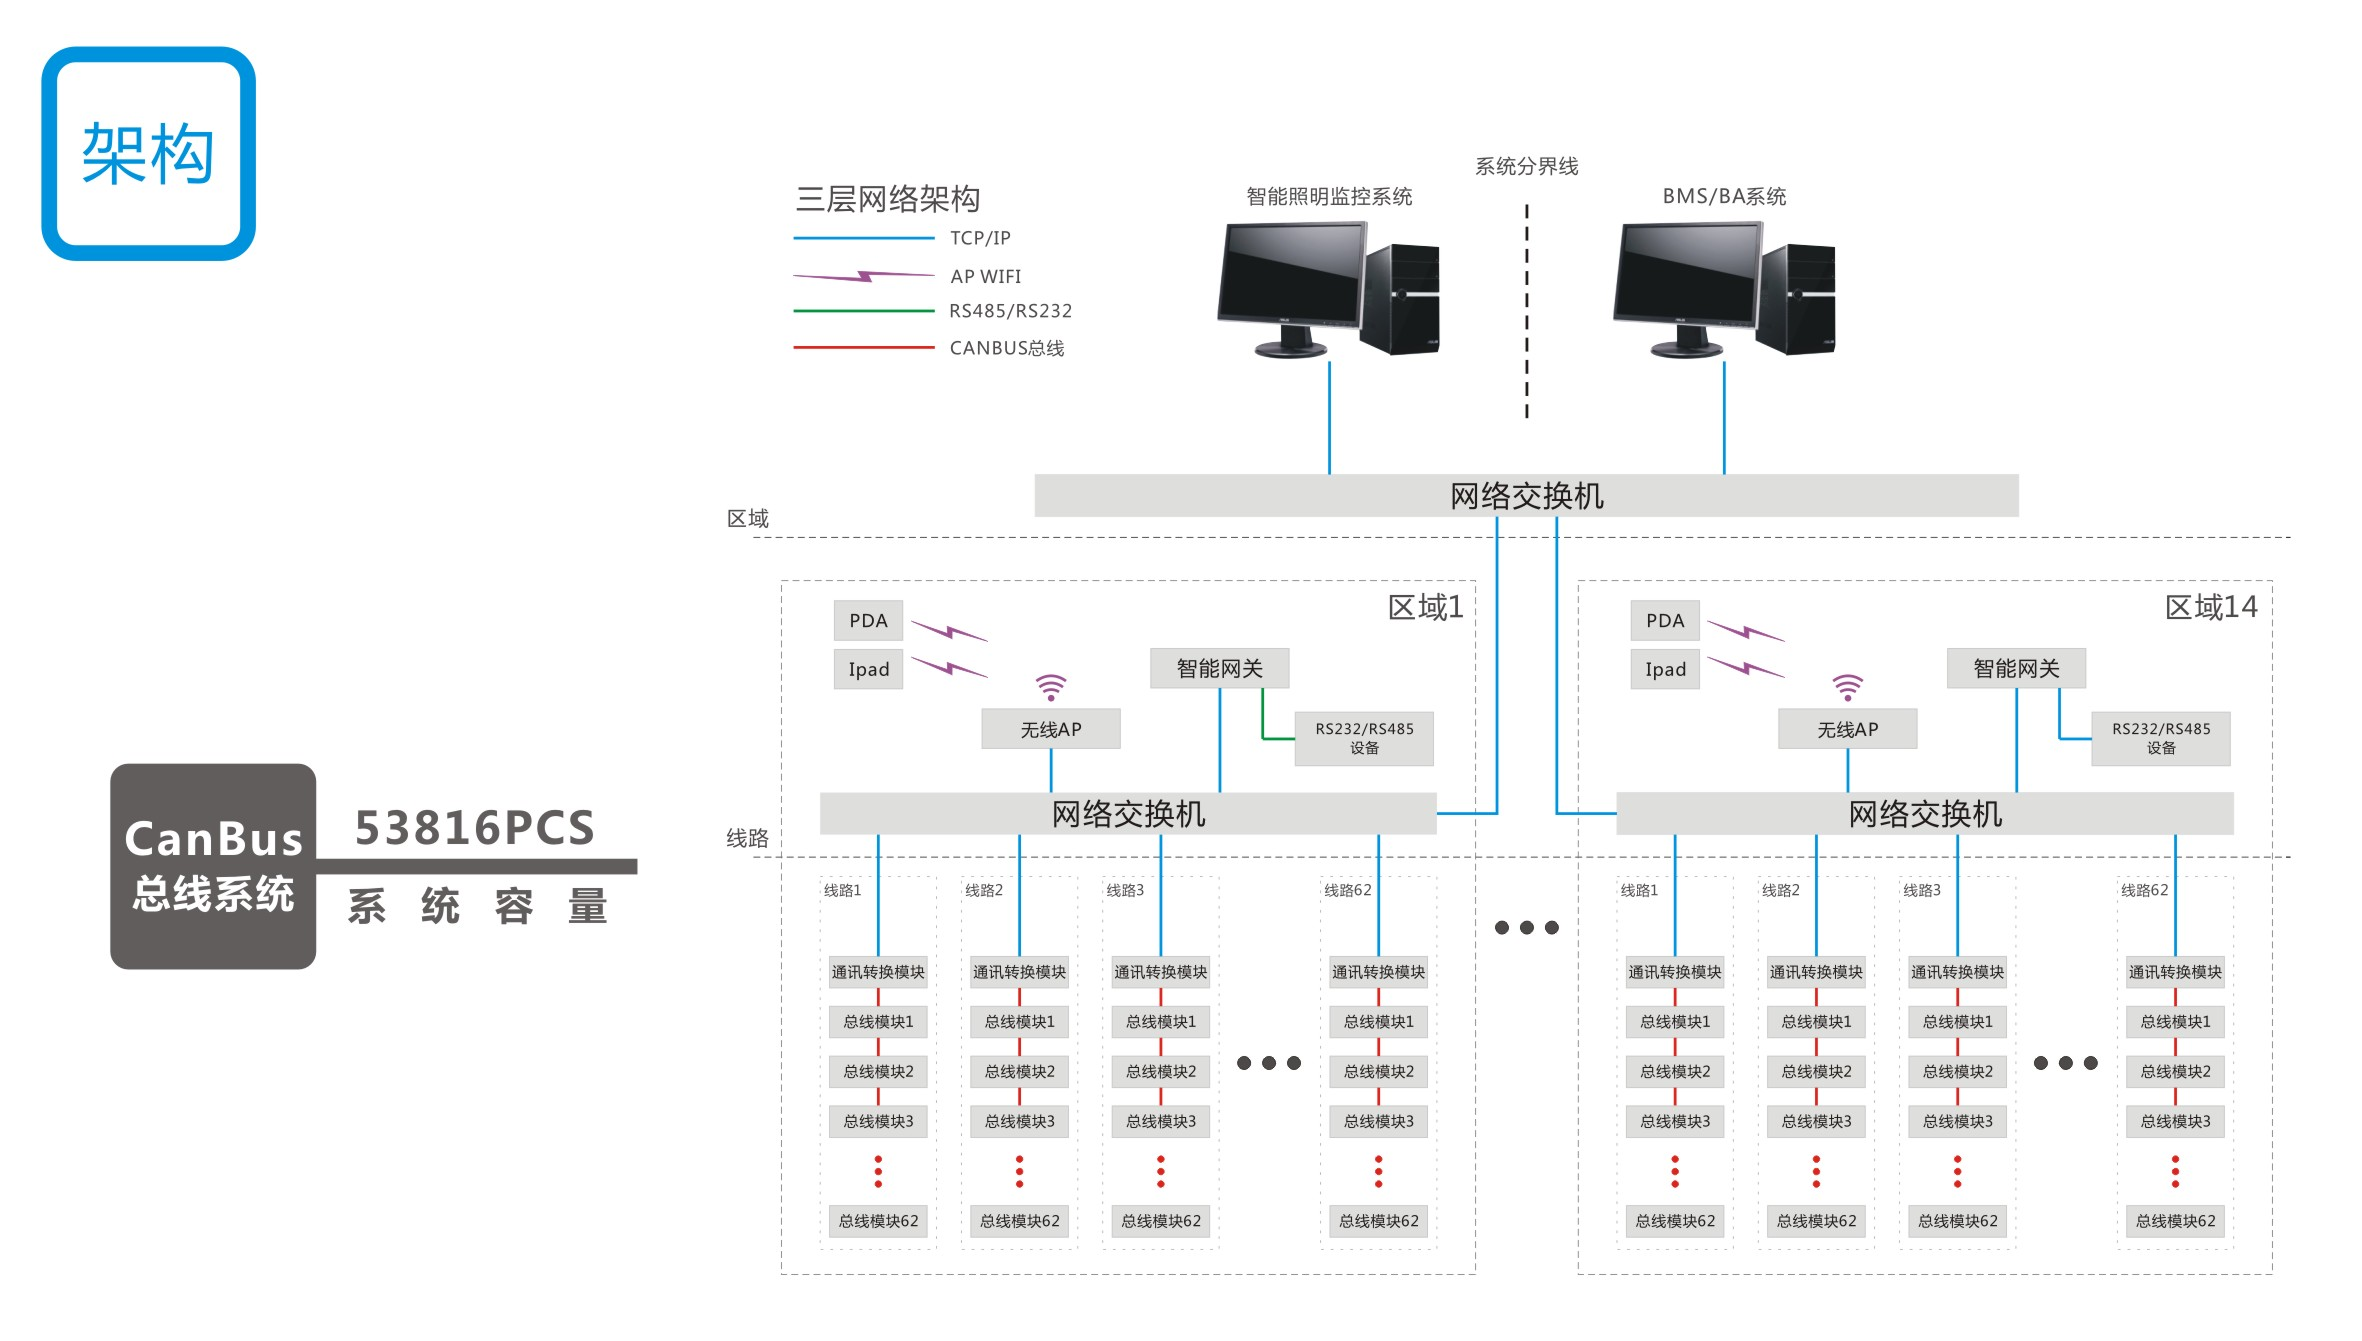 架构
三层网络架构
TCP/IP
AP WIFI
RS485/RS232
CANBUS总线
系统分界线
智能照明监控系统
BMS/BA系统
网络交换机
区域
区域1
PDA
Ipad
无线AP
智能网关
RS232/RS485
设备
网络交换机
区域14
PDA
Ipad
无线AP
智能网关
RS232/RS485
设备
网络交换机
线路
CanBus
总线系统
53816PCS
系统容量
线路1
通讯转换模块
总线模块1
总线模块2
总线模块3
总线模块62
线路2
通讯转换模块
总线模块1
总线模块2
总线模块3
总线模块62
线路3
通讯转换模块
总线模块1
总线模块2
总线模块3
总线模块62
线路62
通讯转换模块
总线模块1
总线模块2
总线模块3
总线模块62
线路1
通讯转换模块
总线模块1
总线模块2
总线模块3
总线模块62
线路2
通讯转换模块
总线模块1
总线模块2
总线模块3
总线模块62
线路3
通讯转换模块
总线模块1
总线模块2
总线模块3
总线模块62
线路62
通讯转换模块
总线模块1
总线模块2
总线模块3
总线模块62